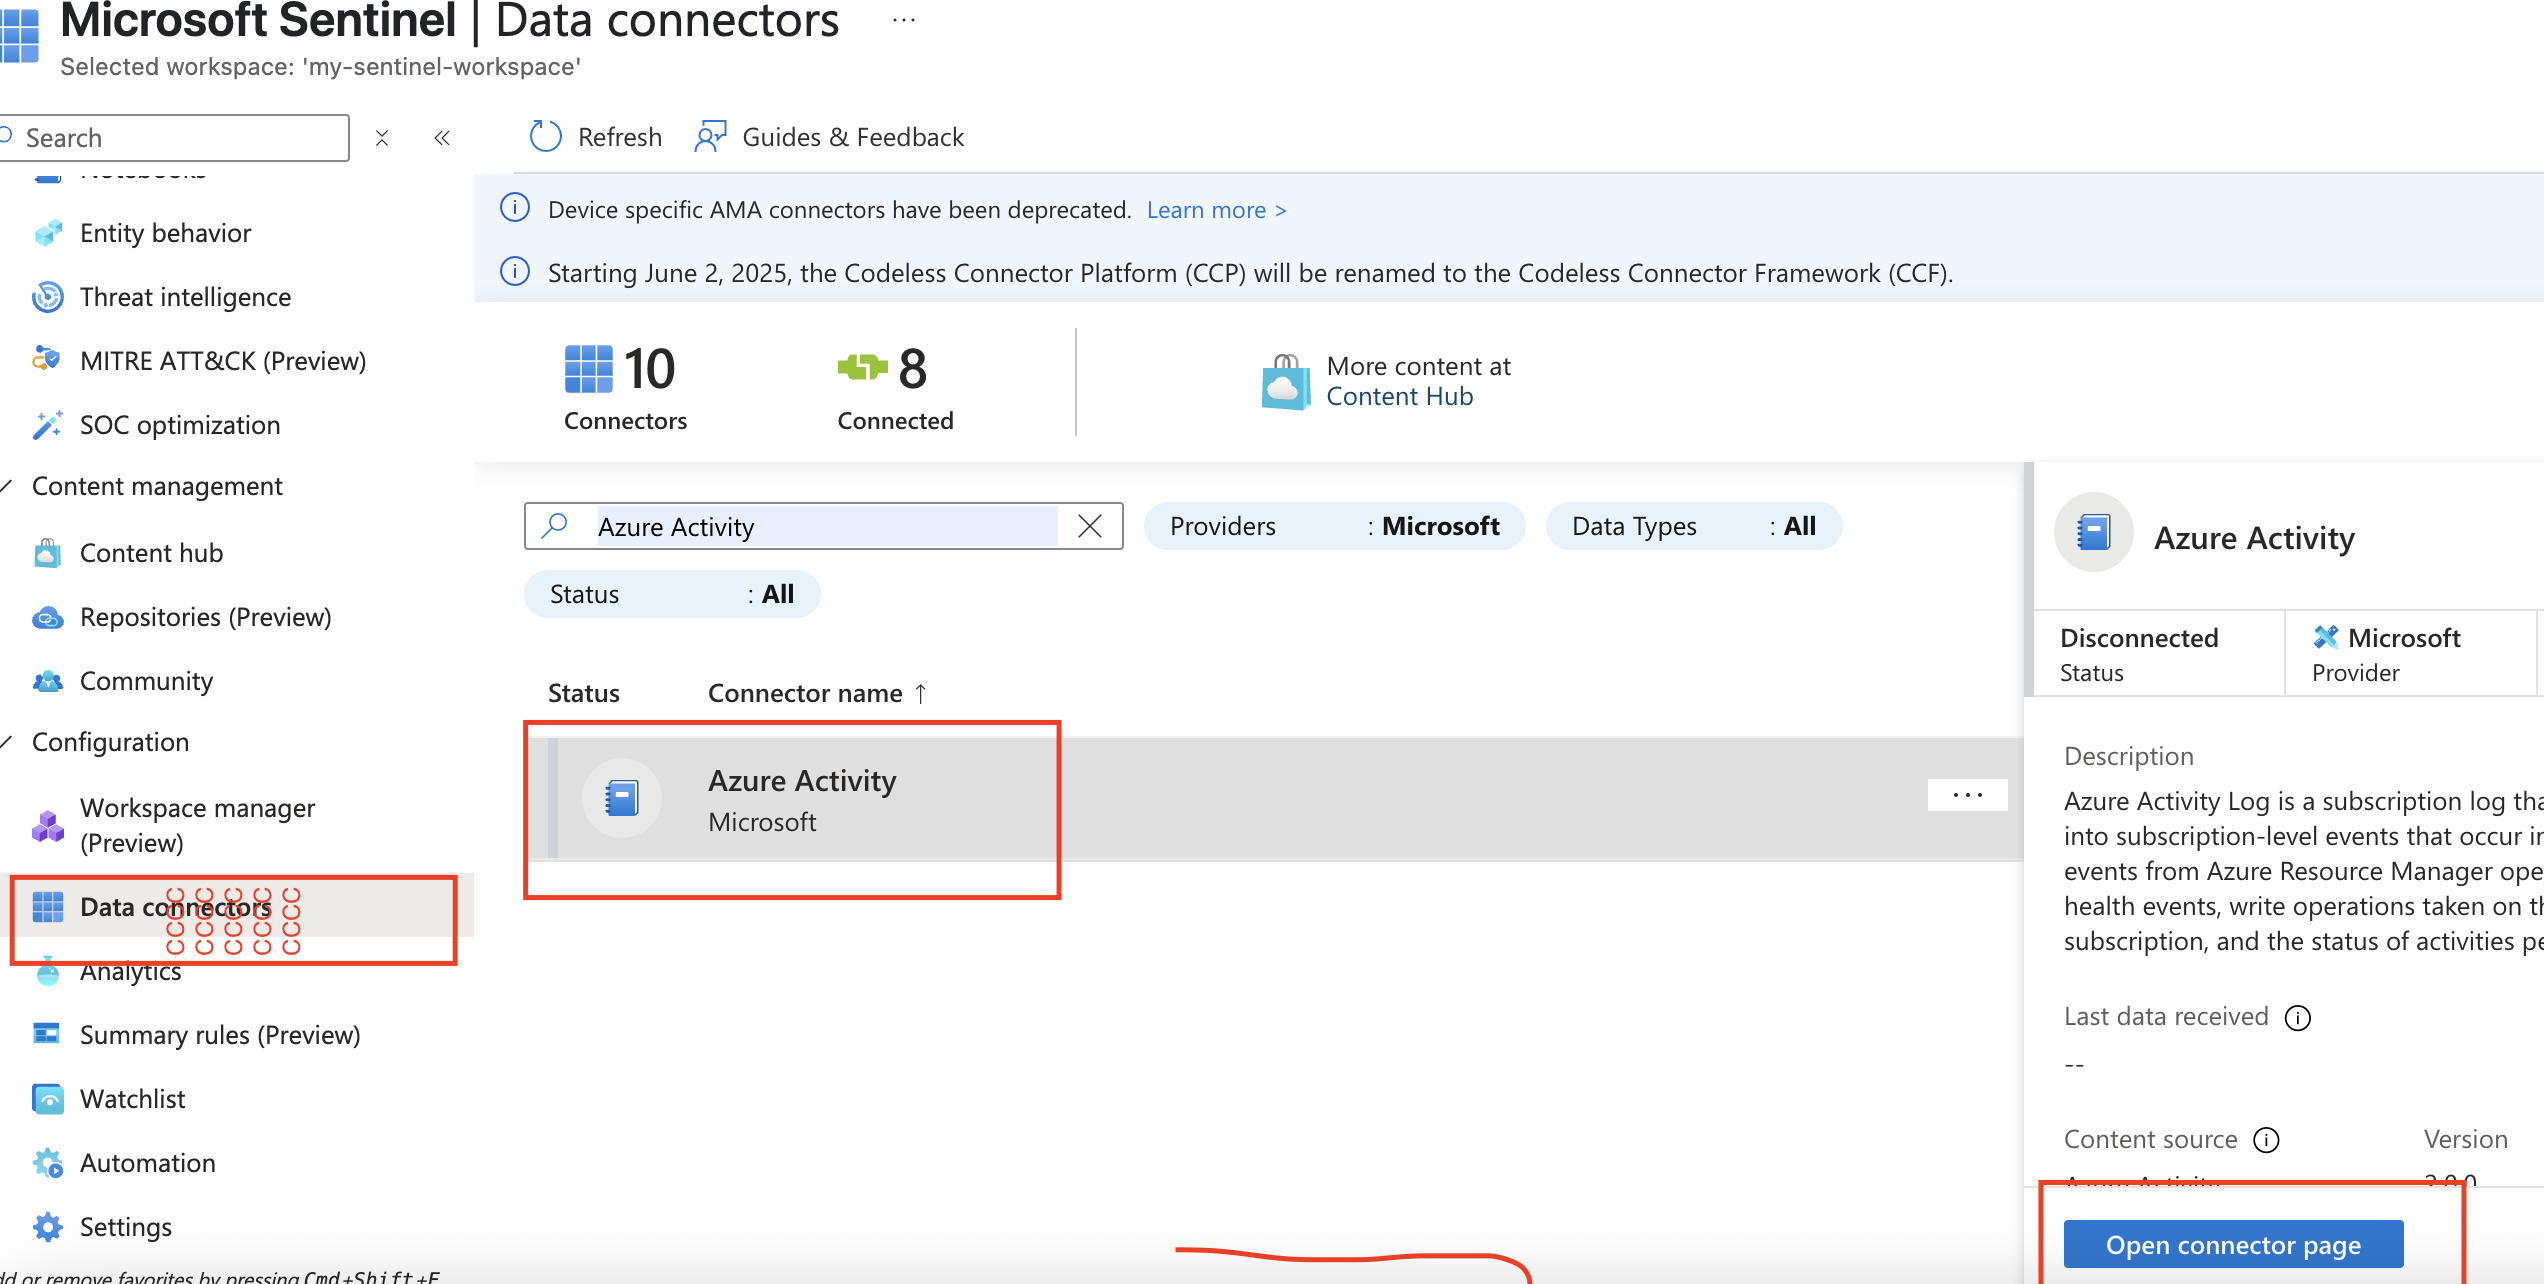 Microsoft Sentinel | Data connectors ...
Selected workspace: 'my-sentinel-workspace'
Search
Notebooks
Entity behavior
Threat intelligence
MITRE ATT&CK (Preview)
SOC optimization
Content management
Content hub
Repositories (Preview)
Community
Configuration
Workspace manager
(Preview)
Data connectors
Analytics
Summary rules (Preview)
Watchlist
Automation
Settings
or remove favorites by pressing Cmd+Shift+F
Refresh
Guides & Feedback
Device specific AMA connectors have been deprecated. Learn more >
Starting June 2, 2025, the Codeless Connector Platform (CCP) will be renamed to the Codeless Connector Framework (CCF).
10
Connectors
8
Connected
More content at
Content Hub
Azure Activity
Providers : Microsoft
Data Types : All
Status : All
Status Connector name ↑
Azure Activity
Microsoft
...
Azure Activity
Disconnected
Status
Microsoft
Provider
Description
Azure Activity Log is a subscription log
into subscription-level events that occur
events from Azure Resource Manager
health events, write operations taken on
subscription, and the status of activities
Last data received
--
Content source
Version
Azure Activity
2.0.0
Open connector page